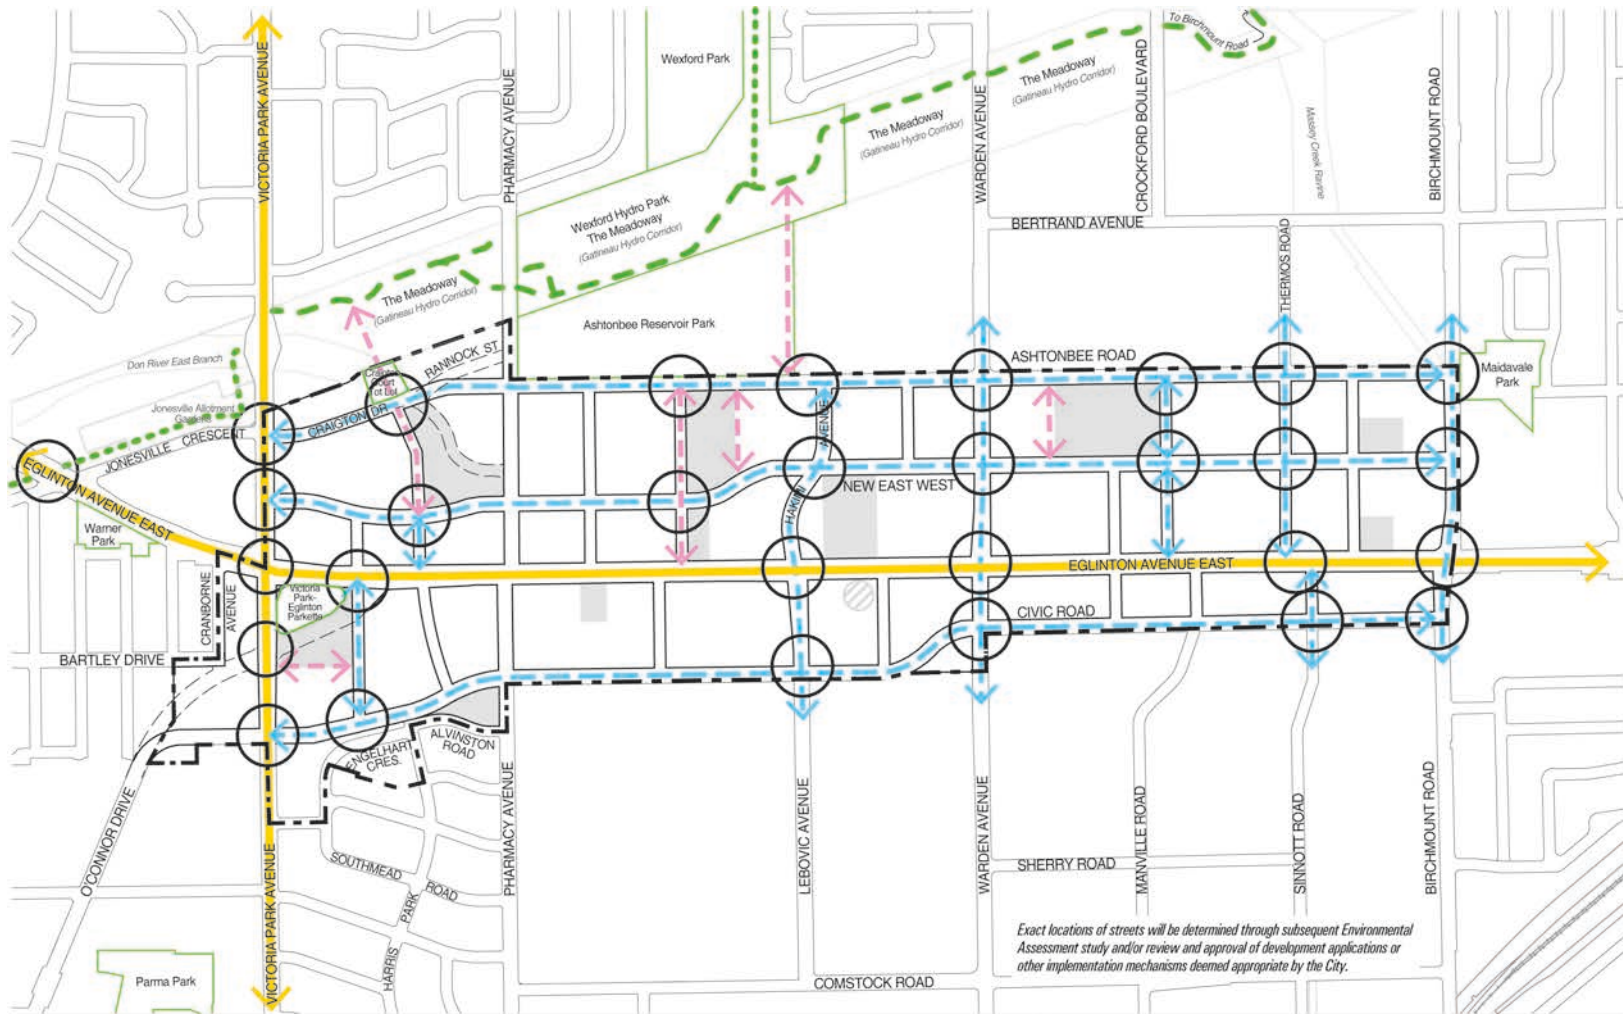 To Birchmount Road
Wexford Park
The Meadoway
(Gatineau Hydro Corridor)
The Meadoway
(Gatineau Hydro Corridor)
VICTORIA PARK AVENUE
PHARMACY AVENUE
WARDEN AVENUE
CROCKFORD BOULEVARD
Massey Creek Ravine
BIRCHMOUNT ROAD
Wexford Hydro Park
The Meadoway
(Gatineau Hydro Corridor)
BERTRAND AVENUE
THERMOS ROAD
The Meadoway
(Gatineau Hydro Corridor)
Ashtonbee Reservoir Park
Don River East Branch
RANNOCK ST
ASHTONBEE ROAD
Maidavale
Park
Court
Tot Lot
Jonesville Allotment
Gardens
CRAIGTON DR
JONESVILLE CRESCENT
HAKIMI AVENUE
NEW EAST WEST
EGLINTON AVENUE EAST
Warner
Park
EGLINTON AVENUE EAST
CRANBORNE
AVENUE
Victoria
Park-
Eglinton
Parkette
CIVIC ROAD
BARTLEY DRIVE
ENGELHART
CRES.
ALVINSTON
ROAD
O'CONNOR DRIVE
VICTORIA PARK AVENUE
PHARMACY AVENUE
LEBOVIC AVENUE
WARDEN AVENUE
MANVILLE ROAD
SINNOTT ROAD
BIRCHMOUNT ROAD
SOUTHMEAD ROAD
SHERRY ROAD
HARRIS PARK
Exact locations of streets will be determined through subsequent Environmental
Assessment study and/or review and approval of development applications or
other implementation mechanisms deemed appropriate by the City.
Parma Park
COMSTOCK ROAD